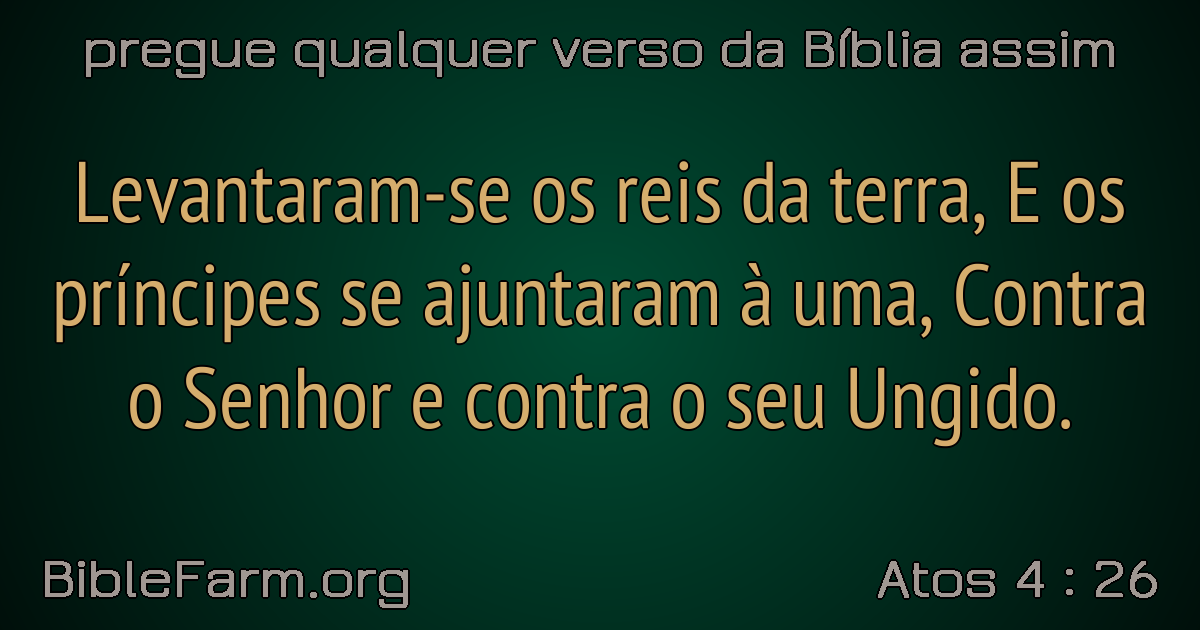 pregue qualquer verso da Bíblia assim
Levantaram-se os reis da terra, E os
príncipes se ajuntaram à uma, Contra
o Senhor e contra o seu Ungido.
BibleFarm.org
Atos 4 : 26